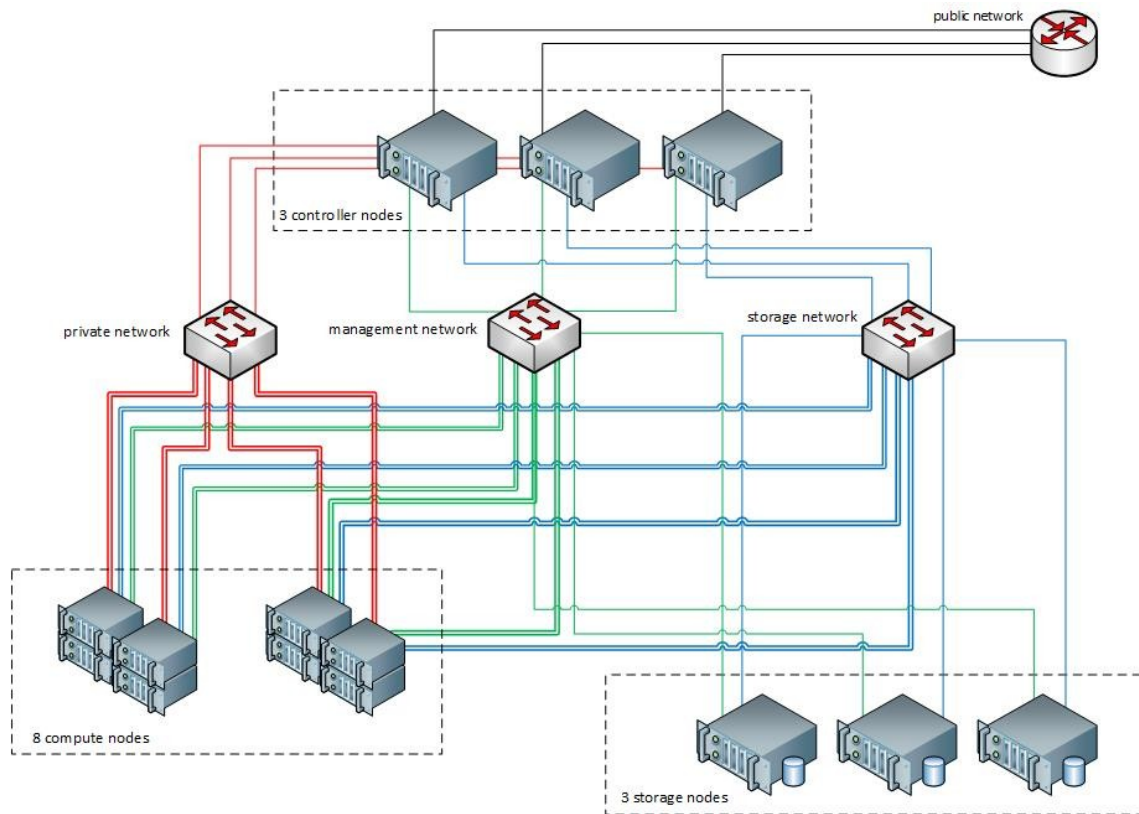 public network
3 controller nodes
private network
management network
storage network
8 compute nodes
3 storage nodes